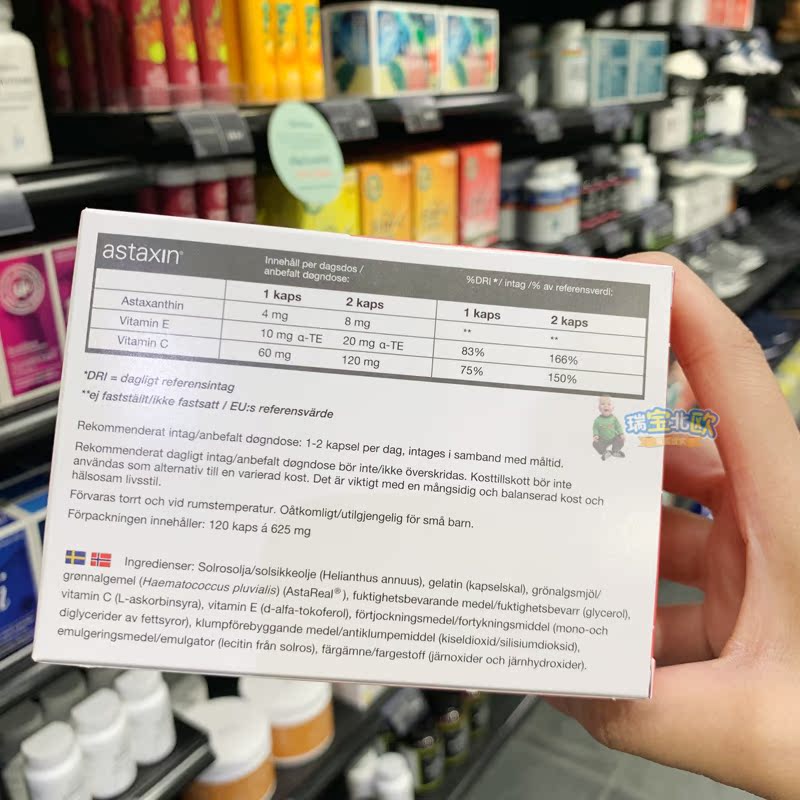 astaxın®
Innehåll per dagsdos /
anbefalt døgndose:
%DRI */ intag /% av referensverdi:
1 kaps 2 kaps 1 kaps 2 kaps
Astaxanthin 4 mg 8 mg ** **
Vitamin E 10 mg α-TE 20 mg α-TE 83% 166%
Vitamin C 60 mg 120 mg 75% 150%
*DRI = dagligt referensintag
**ej fastställt/ikke fastsatt / EU:s referensvärde
Rekommenderat intag/anbefalt døgndose: 1-2 kapsel per dag, intages i samband med måltid.
Rekommenderat dagligt intag/anbefalt døgndose bör inte/ikke överskridas. Kosttillskott bör inte
användas som alternativ till en varierad kost. Det är viktigt med en mångsidig och balanserad kost och
hälsosam livsstil.
Förvaras torrt och vid rumstemperatur. Oåtkomligt/utilgjengelig för små barn.
Förpackningen innehåller: 120 kaps á 625 mg
Ingredienser: Solrosolja/solsikkeolje (Helianthus annuus), gelatin (kapselskal), grönalgsmjöl/
grønnalgemel (Haematococcus pluvialis) (AstaReal®), fuktighetsbevarande medel/fuktighetsbevarr (glycerol),
vitamin C (L-askorbinsyra), vitamin E (d-alfa-tokoferol), förtjockningsmedel/fortykningsmiddel (mono-och
diglycerider av fettsyror), klumpförebyggande medel/antiklumpemiddel (kiseldioxid/silisiumdioksid),
emulgeringsmedel/emulgator (lecitin från solros), färgämne/fargestoff (järnoxider och järnhydroxider).
瑞宝北欧